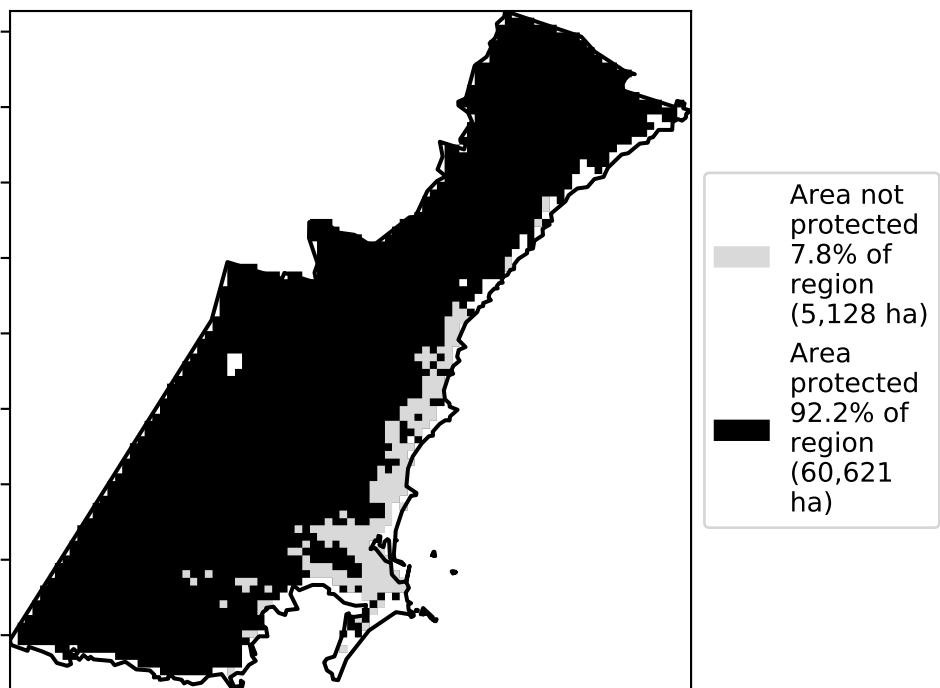 Area not
protected
7.8% of
region
(5,128 ha)
Area
protected
92.2% of
region
(60,621
ha)